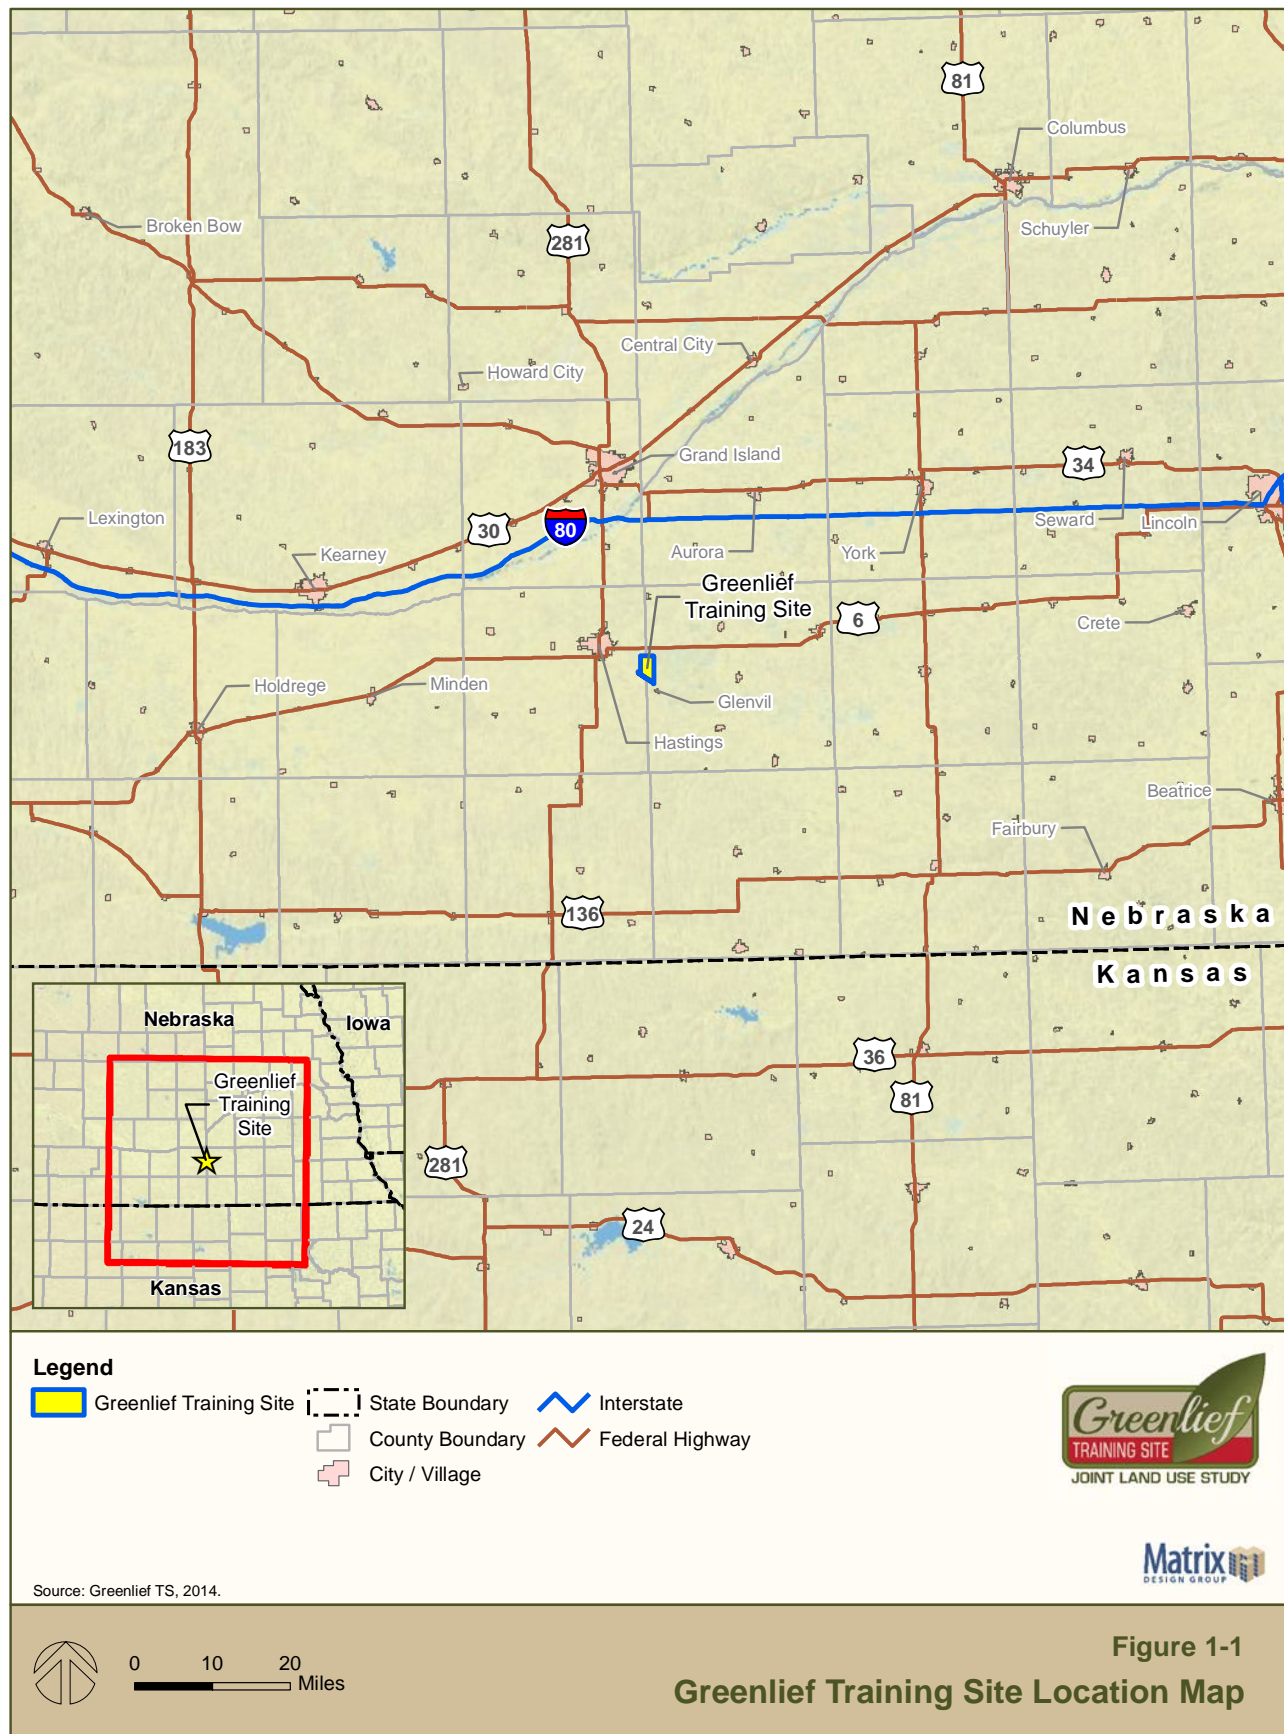 81
Columbus
Broken Bow
281
Schuyler
Central City
Howard City
183
Grand Island
34
Lexington
30
80
Seward
Lincoln
Kearney
Aurora
York
Greenlief
Training Site
6
Crete
Holdrege
Minden
Glenvil
Hastings
Beatrice
Fairbury
136
Nebraska
Kansas
36
81
281
24
Nebraska
Iowa
Greenlief
Training
Site
Kansas
Legend
Greenlief Training Site
State Boundary
Interstate
County Boundary
Federal Highway
City / Village
Greenlief
TRAINING SITE
JOINT LAND USE STUDY
Matrix
DESIGN GROUP
Source: Greenlief TS, 2014.
0 10 20
Miles
Figure 1-1
Greenlief Training Site Location Map